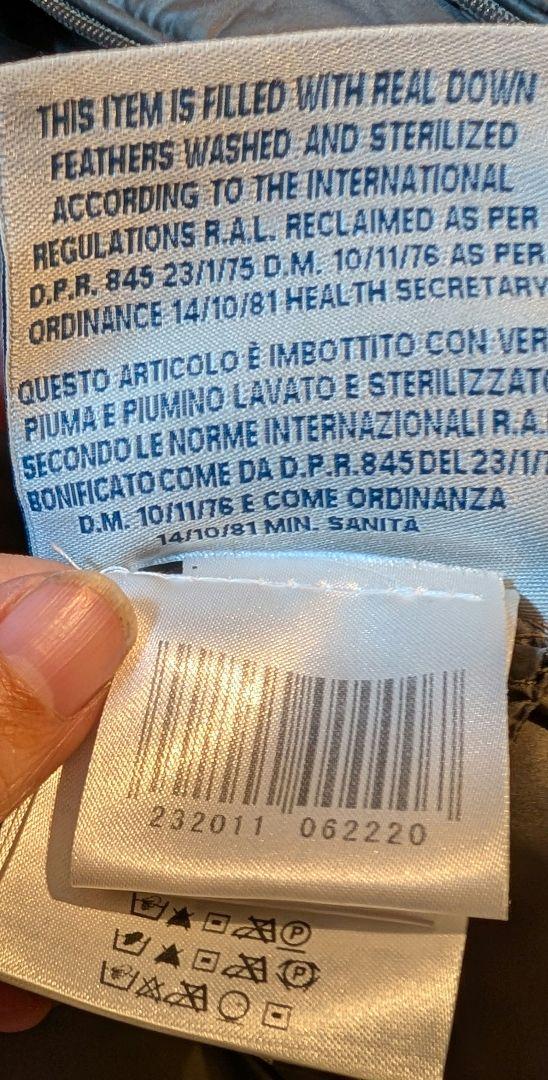 THIS ITEM IS FILLED WITH REAL DOWN
FEATHERS WASHED AND STERILIZED
ACCORDING TO THE INTERNATIONAL
REGULATIONS R.A.L. RECLAIMED AS PER
D.P.R. 845 23/1/75 D.M. 10/11/76 AS PER
ORDINANCE 14/10/81 HEALTH SECRETARY
QUESTO ARTICOLO È IMBOTTITO CON VER
PIUMA E PIUMINO LAVATO E STERILIZZATO
SECONDO LE NORME INTERNAZIONALI R.A.
BONIFICATO COME DA D.P.R.845 DEL 23/1/7
D.M. 10/11/76 E COME ORDINANZA
14/10/81 MIN. SANITÀ
232011 062220
P
P